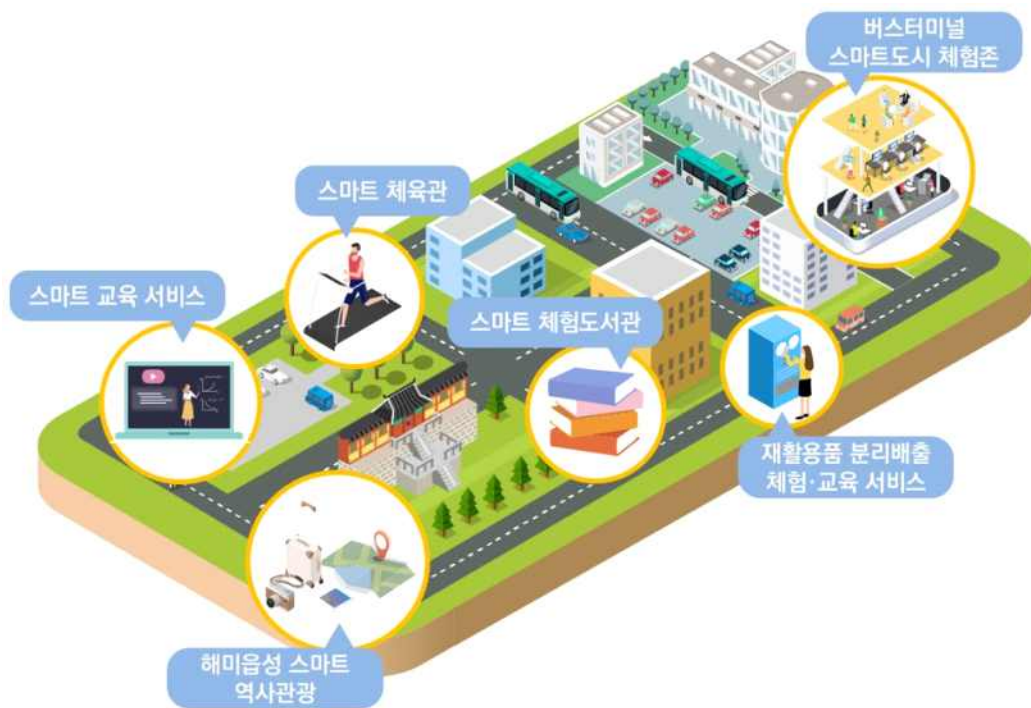 버스터미널
스마트도시 체험존
스마트 체육관
스마트 교육 서비스
스마트 체험도서관
재활용품 분리배출
체험·교육 서비스
해미읍성 스마트
역사관광